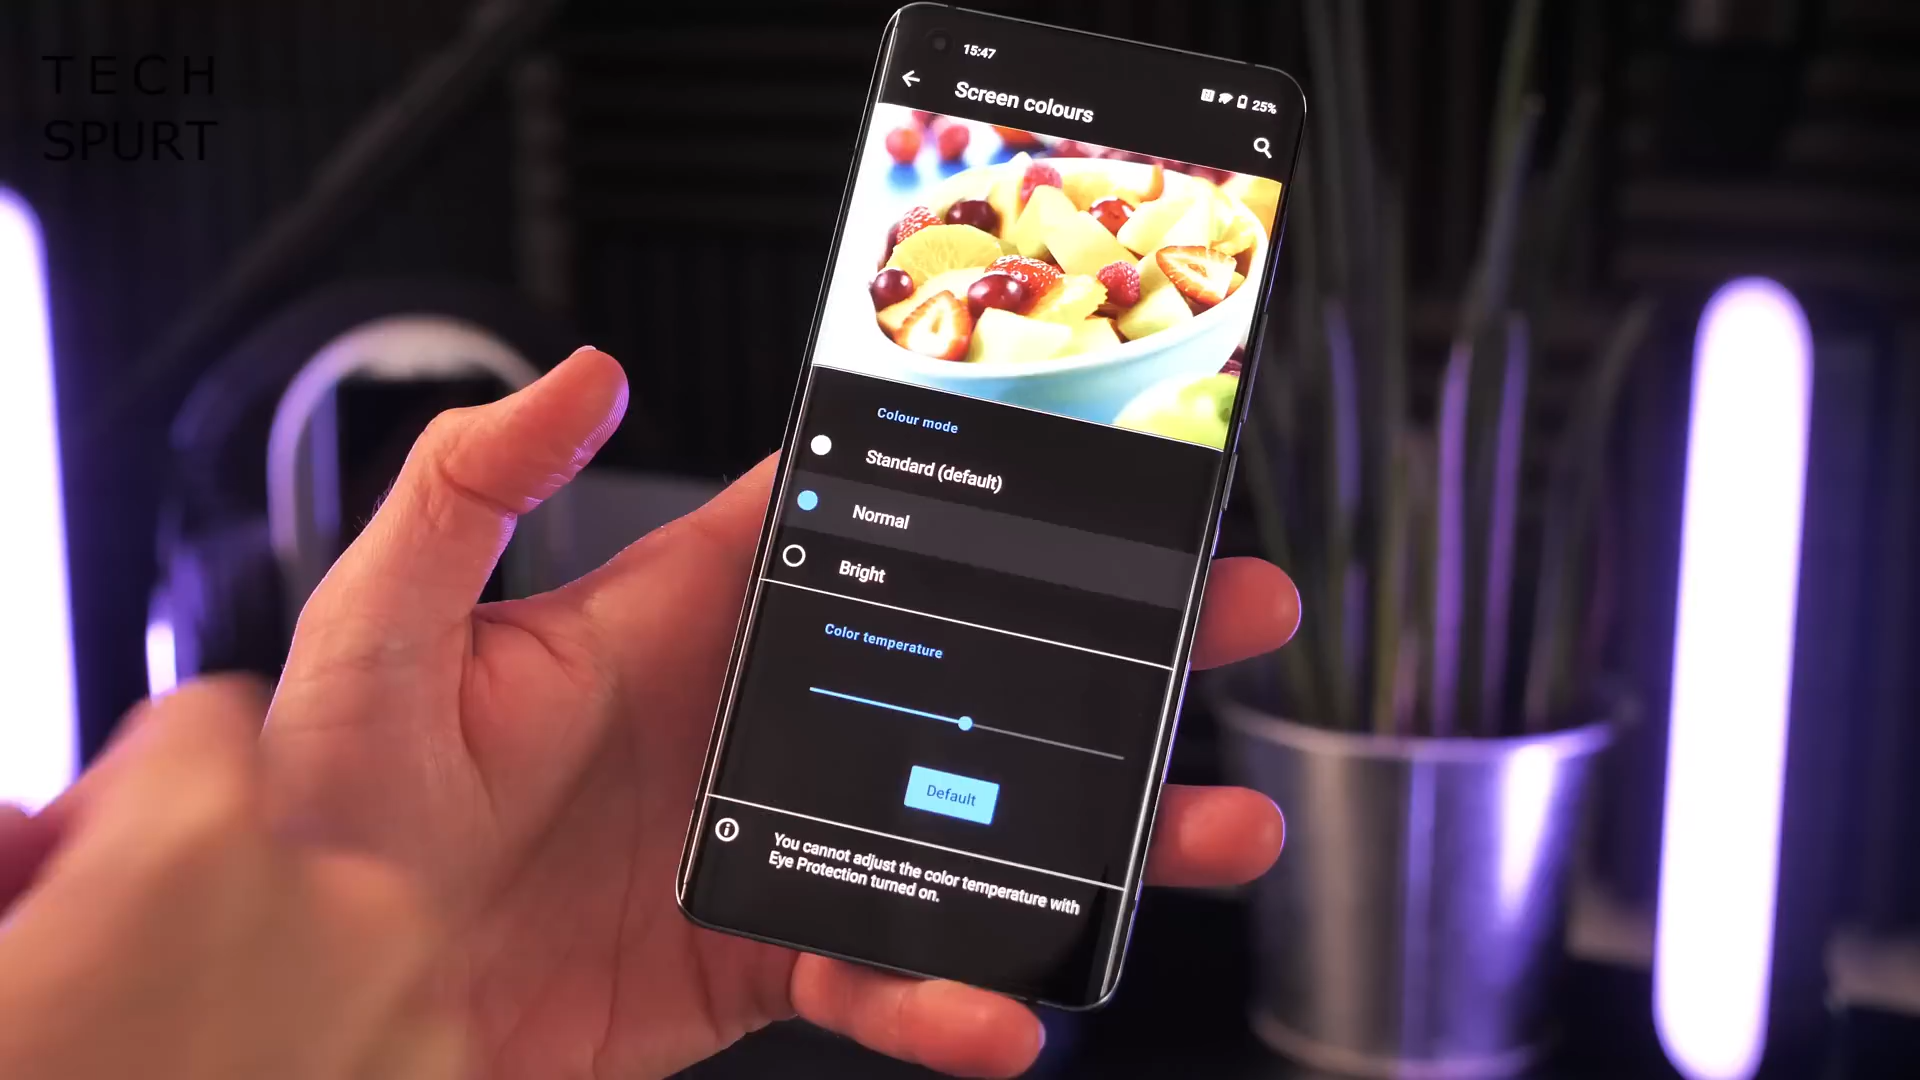 TECH
SPURT
15:47
25%
Screen colours
Colour mode
Standard (default)
Normal
Bright
Color temperature
Default
You cannot adjust the color temperature with
Eye Protection turned on.